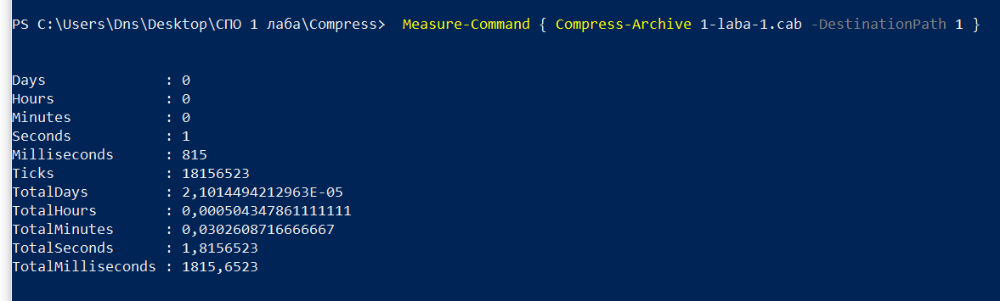 PS C:\Users\Dns\Desktop\СПО 1 лаба\Compress>  Measure-Command { Compress-Archive 1-laba-1.cab -DestinationPath 1 }
Days              : 0
Hours             : 0
Minutes           : 0
Seconds           : 1
Milliseconds      : 815
Ticks             : 18156523
TotalDays         : 2,1014494212963E-05
TotalHours        : 0,000504347861111111
TotalMinutes      : 0,0302608716666667
TotalSeconds      : 1,8156523
TotalMilliseconds : 1815,6523